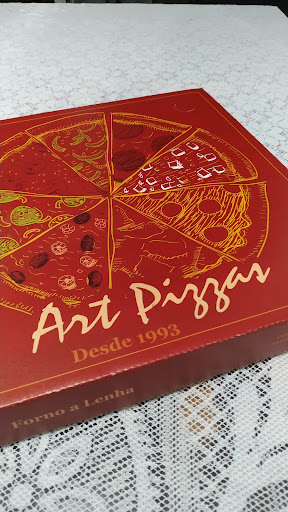 Art Pizzas
Desde 1993
Forno a Lenha